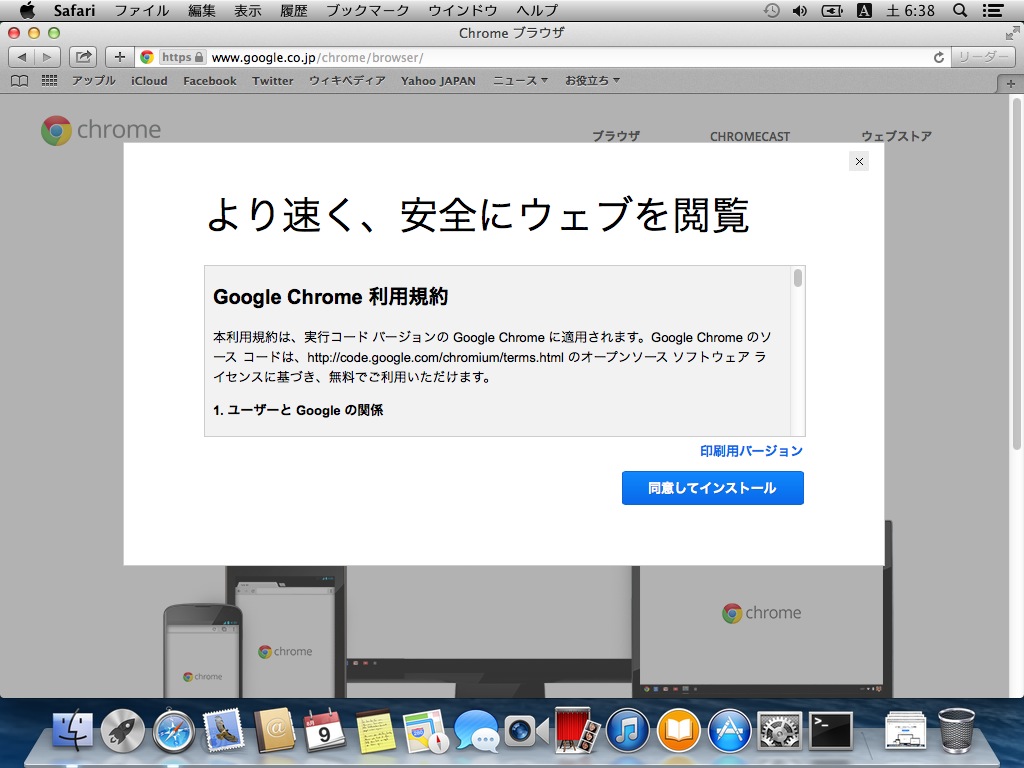 Safari ファイル 編集 表示 履歴 ブックマーク ウインドウ ヘルプ A 土 6:38
Chrome ブラウザ
https www.google.co.jp/chrome/browser/ リーダー
アップル iCloud Facebook Twitter ウィキペディア Yahoo JAPAN ニュース お役立ち
chrome
ブラウザ CHROMECAST ウェブストア
より速く、安全にウェブを閲覧
Google Chrome 利用規約
本利用規約は、実行コード バージョンの Google Chrome に適用されます。Google Chrome のソ
ース コードは、http://code.google.com/chromium/terms.html のオープンソース ソフトウェア ラ
イセンスに基づき、無料でご利用いただけます。
1. ユーザーと Google の関係
印刷用バージョン
同意してインストール
chrome
chrome
chrome
9